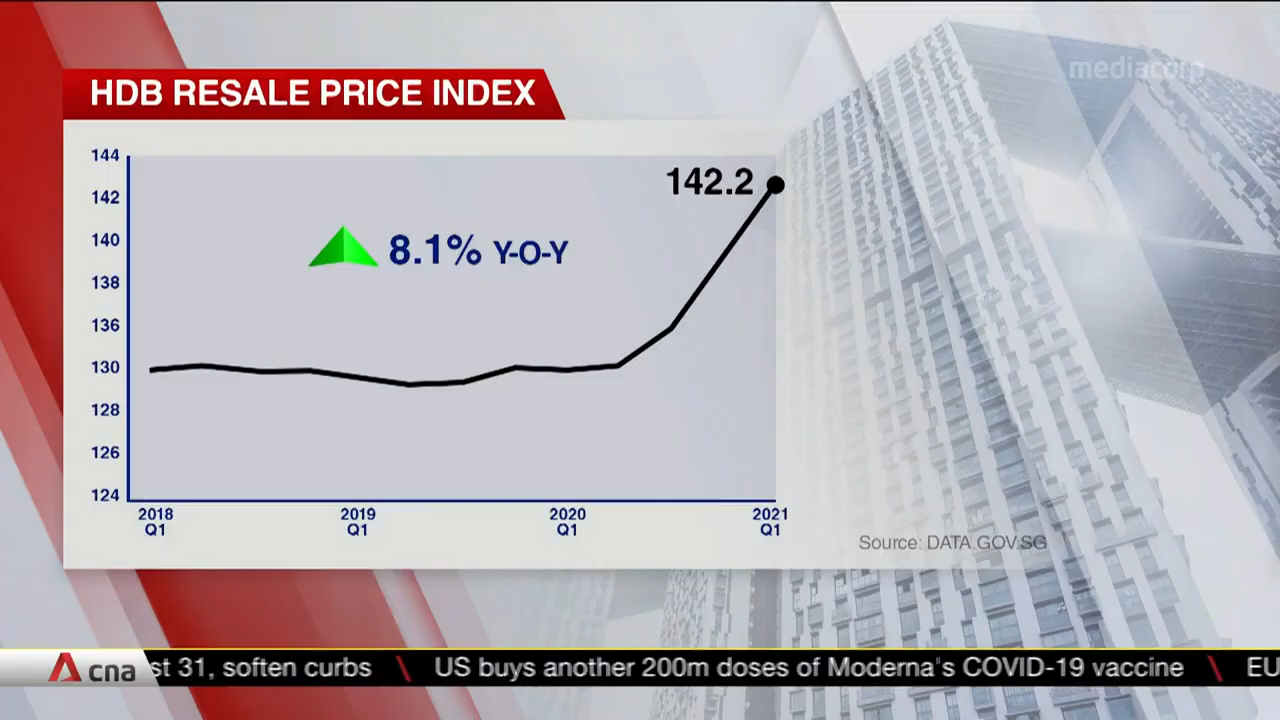 mediacorp
HDB RESALE PRICE INDEX
144
142
140
138
136
130
128
126
124
142.2
8.1% Y-O-Y
2018 Q1
2019 Q1
2020 Q1
2021 Q1
Source: DATA.GOV.SG
cna
st 31, soften curbs \ US buys another 200m doses of Moderna's COVID-19 vaccine \ EU